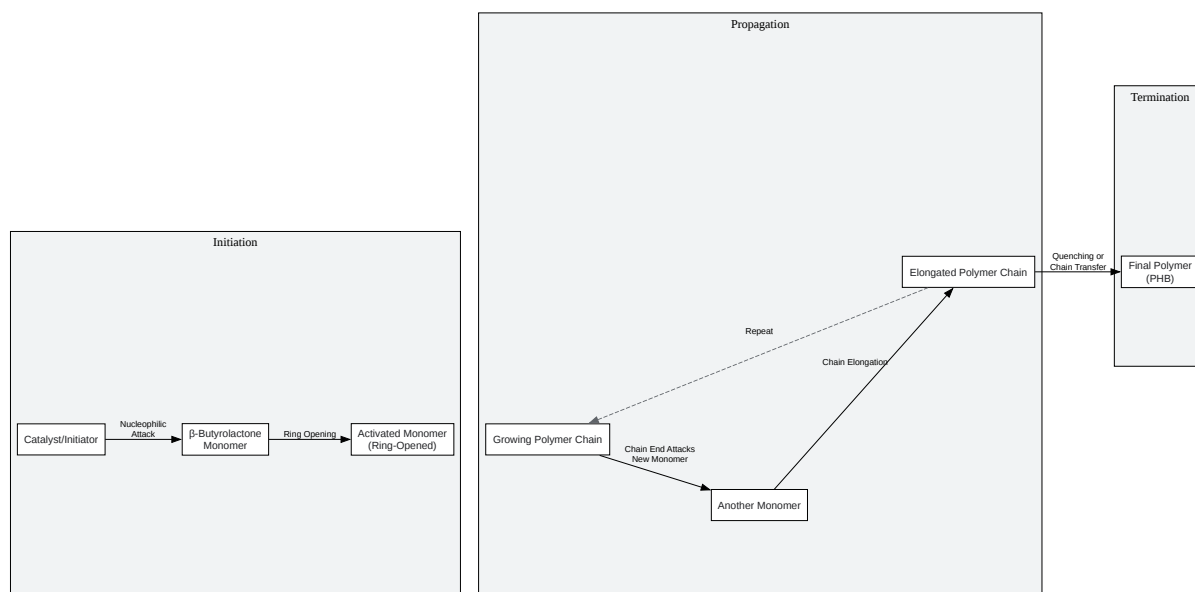 Initiation
Catalyst/Initiator
Nucleophilic
Attack
β-Butyrolactone
Monomer
Ring Opening
Activated Monomer
(Ring-Opened)
Propagation
Growing Polymer Chain
Chain End Attacks
New Monomer
Another Monomer
Chain Elongation
Elongated Polymer Chain
Repeat
Quenching or
Chain Transfer
Termination
Final Polymer
(PHB)